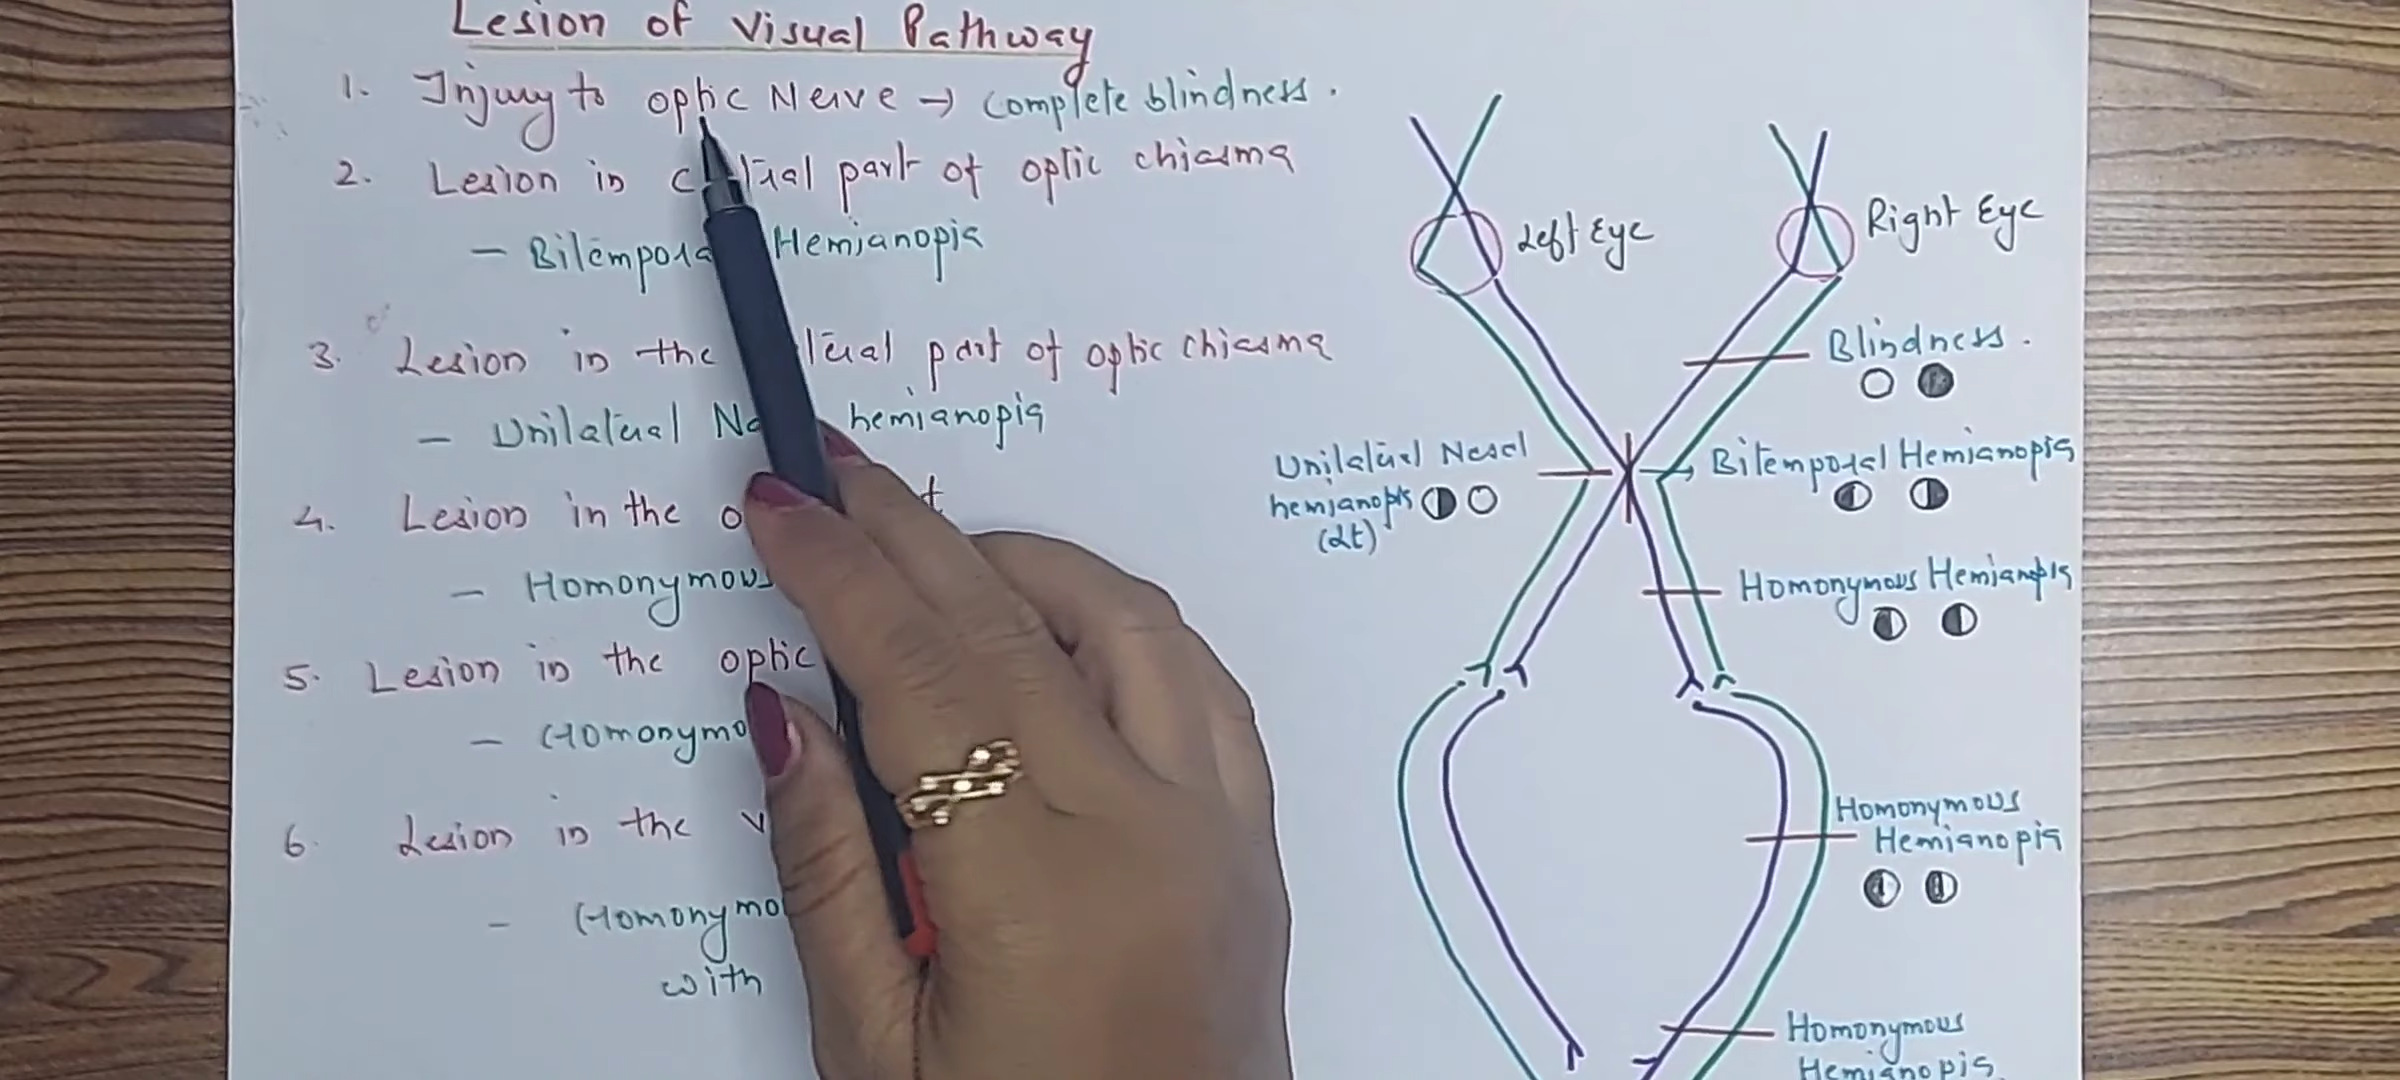 Lesion of Visual Pathway
1. Injury to optic Nerve → complete blindness.
2. Lesion in part of optic chiasma
- Hemianopia
3. Lesion in the part of optic chiasma
- Unilateral hemianopia
4. Lesion in the
- Homonymous
5. Lesion in the optic
-
6. Lesion in the
-
with
Left Eye
Right Eye
Blindness.
Unilateral Nasal
hemianopia
(Lt)
Bitemporal Hemianopia
Homonymous Hemianopia
Homonymous
Hemianopia
Homonymous
Hemianopia